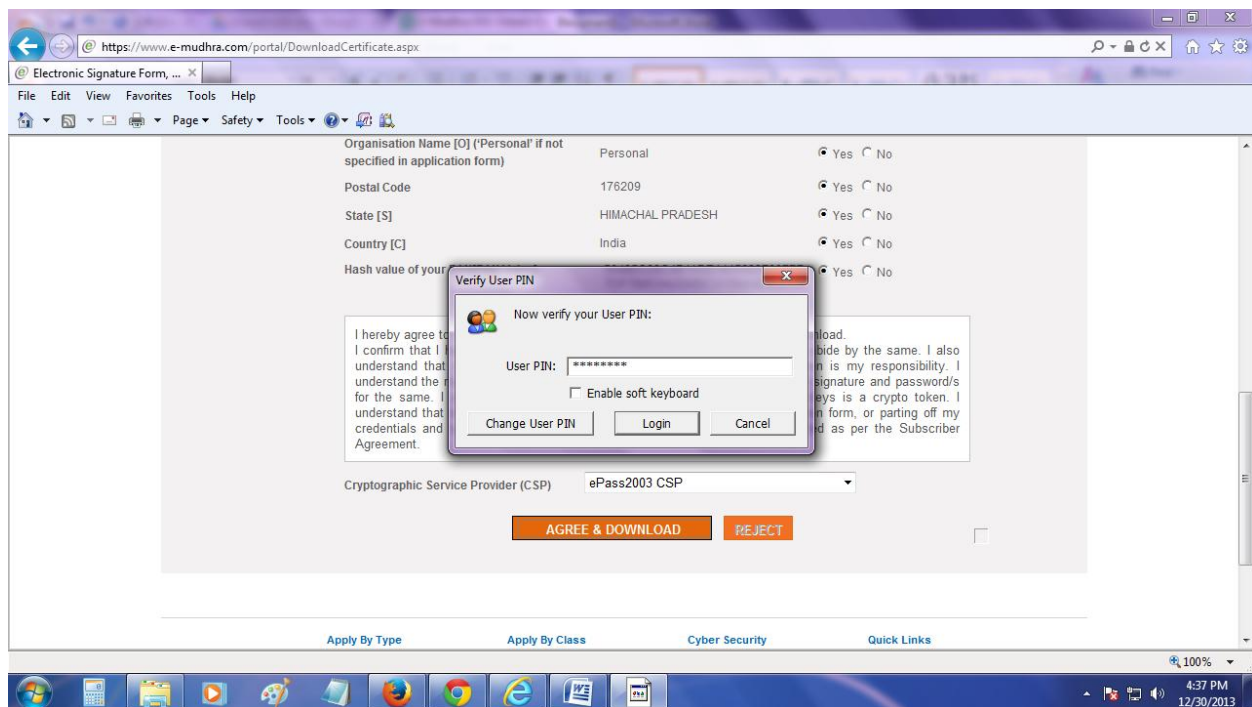 https://www.e-mudhra.com/portal/DownloadCertificate.aspx
Electronic Signature Form, ...
File Edit View Favorites Tools Help
Page Safety Tools
Organisation Name [O] ('Personal' if not
specified in application form)
Personal
Yes No
Postal Code
176209
Yes No
State [S]
HIMACHAL PRADESH
Yes No
Country [C]
India
Yes No
Hash value of your
Yes No
Verify User PIN
Now verify your User PIN:
User PIN: ********
Enable soft keyboard
Change User PIN Login Cancel
I hereby agree to
I confirm that I bide by the same. I also
understand that is my responsibility. I
understand the signature and password/s
for the same. I eys is a crypto token. I
understand that form, or parting off my
credentials and as per the Subscriber
Agreement.
Cryptographic Service Provider (CSP) ePass2003 CSP
AGREE & DOWNLOAD REJECT
Apply By Type Apply By Class Cyber Security Quick Links
100%
4:37 PM
12/30/2013